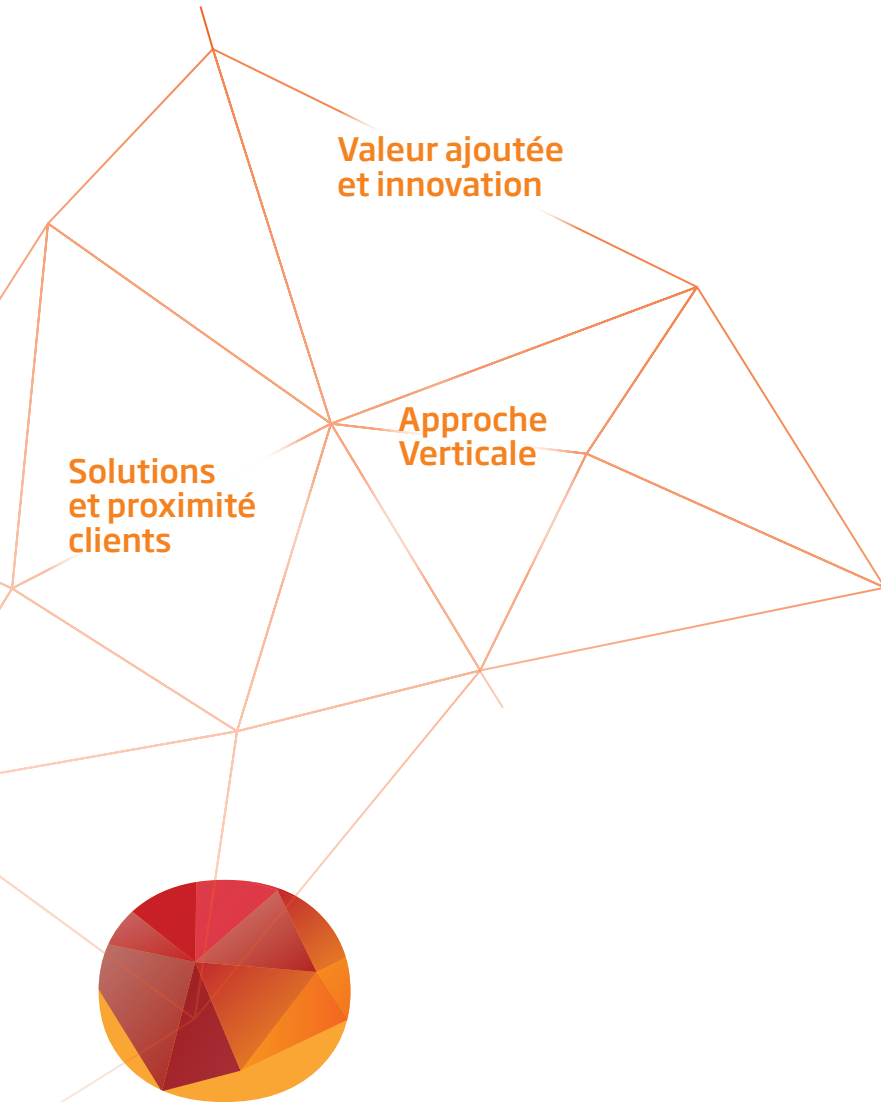 Valeur ajoutée
et innovation
Approche
Verticale
Solutions
et proximité
clients